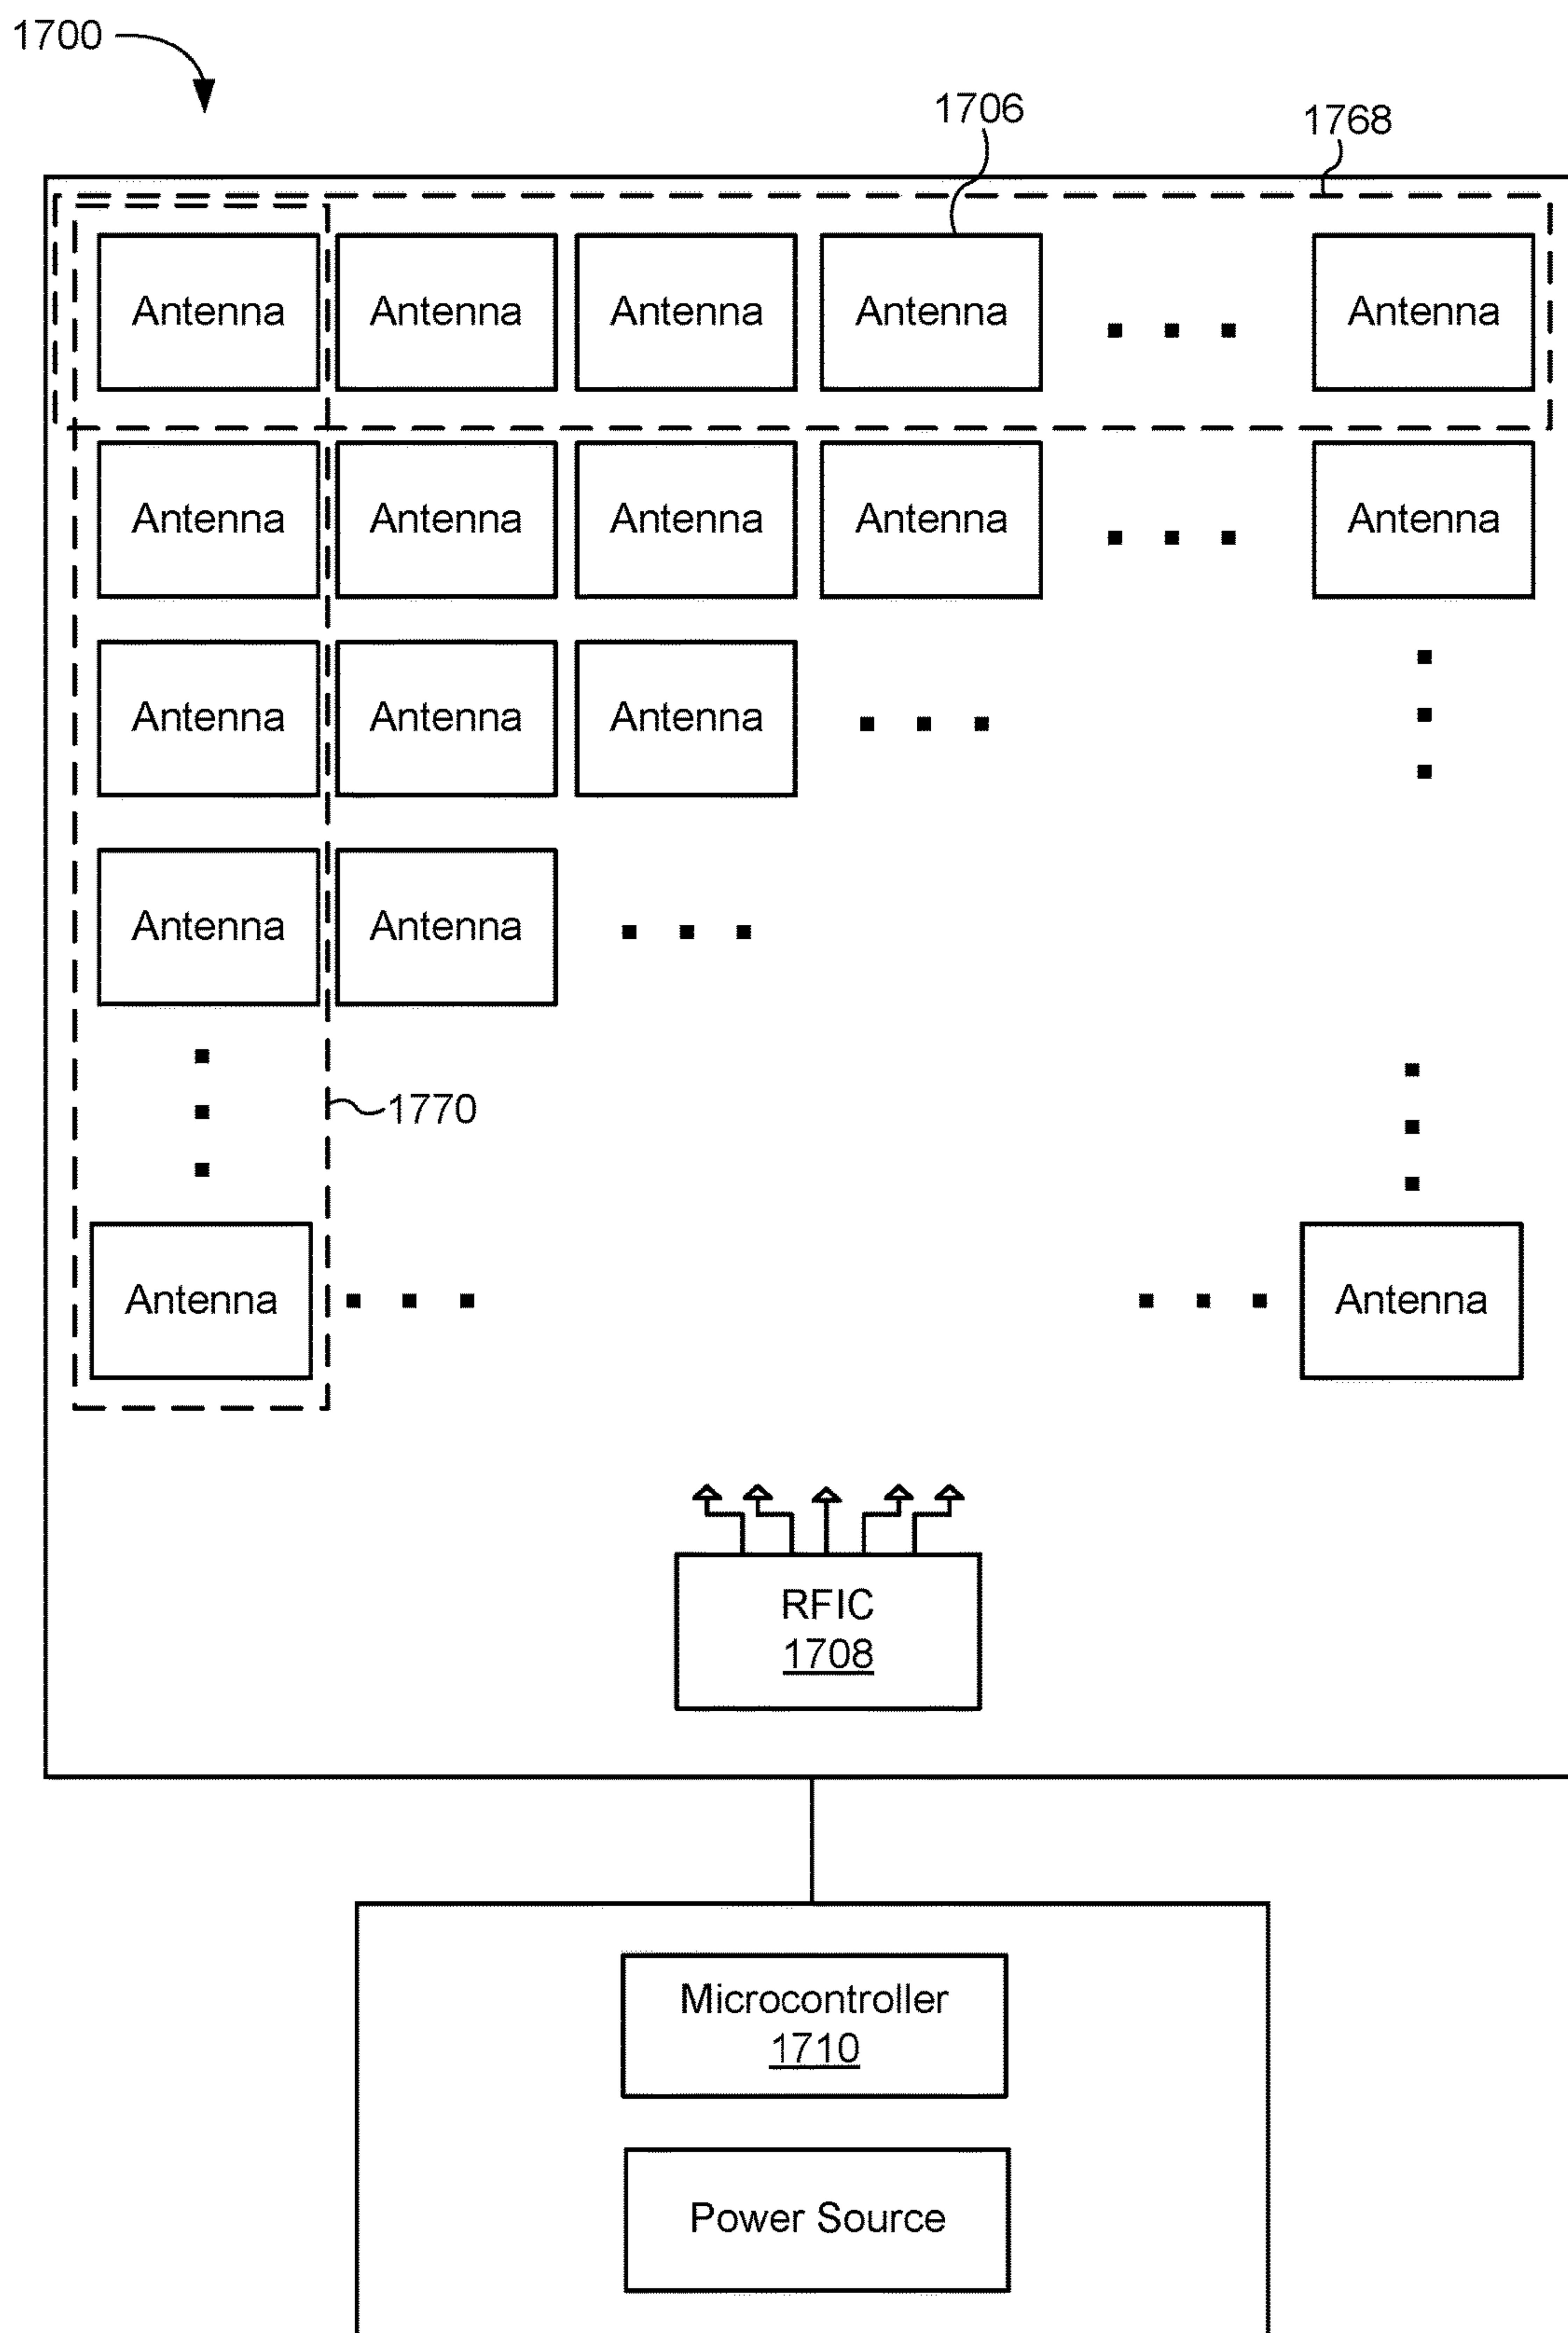 1700
1706
1768
Antenna Antenna Antenna Antenna Antenna
Antenna Antenna Antenna Antenna Antenna
Antenna Antenna Antenna
Antenna Antenna
1770
Antenna Antenna
RFIC
1708
Microcontroller
1710
Power Source